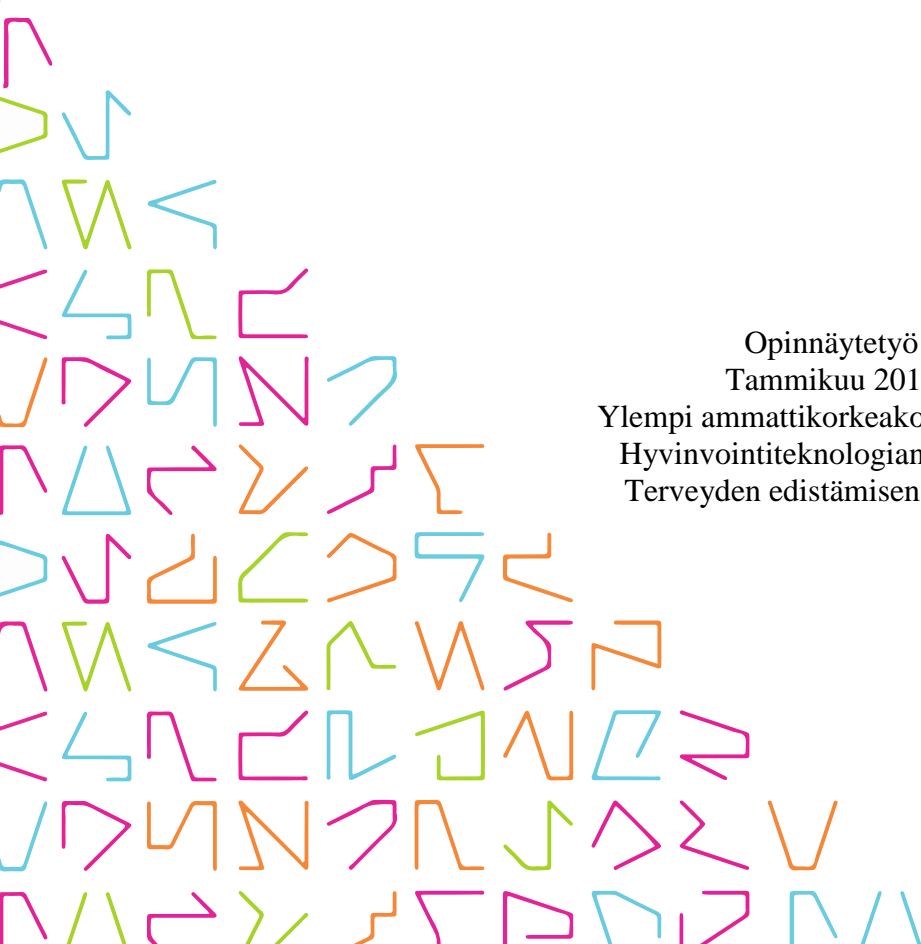 Opinnäytetyö
Tammikuu 201
Ylempi ammattikorkeako
Hyvinvointiteknologian
Terveyden edistämisen